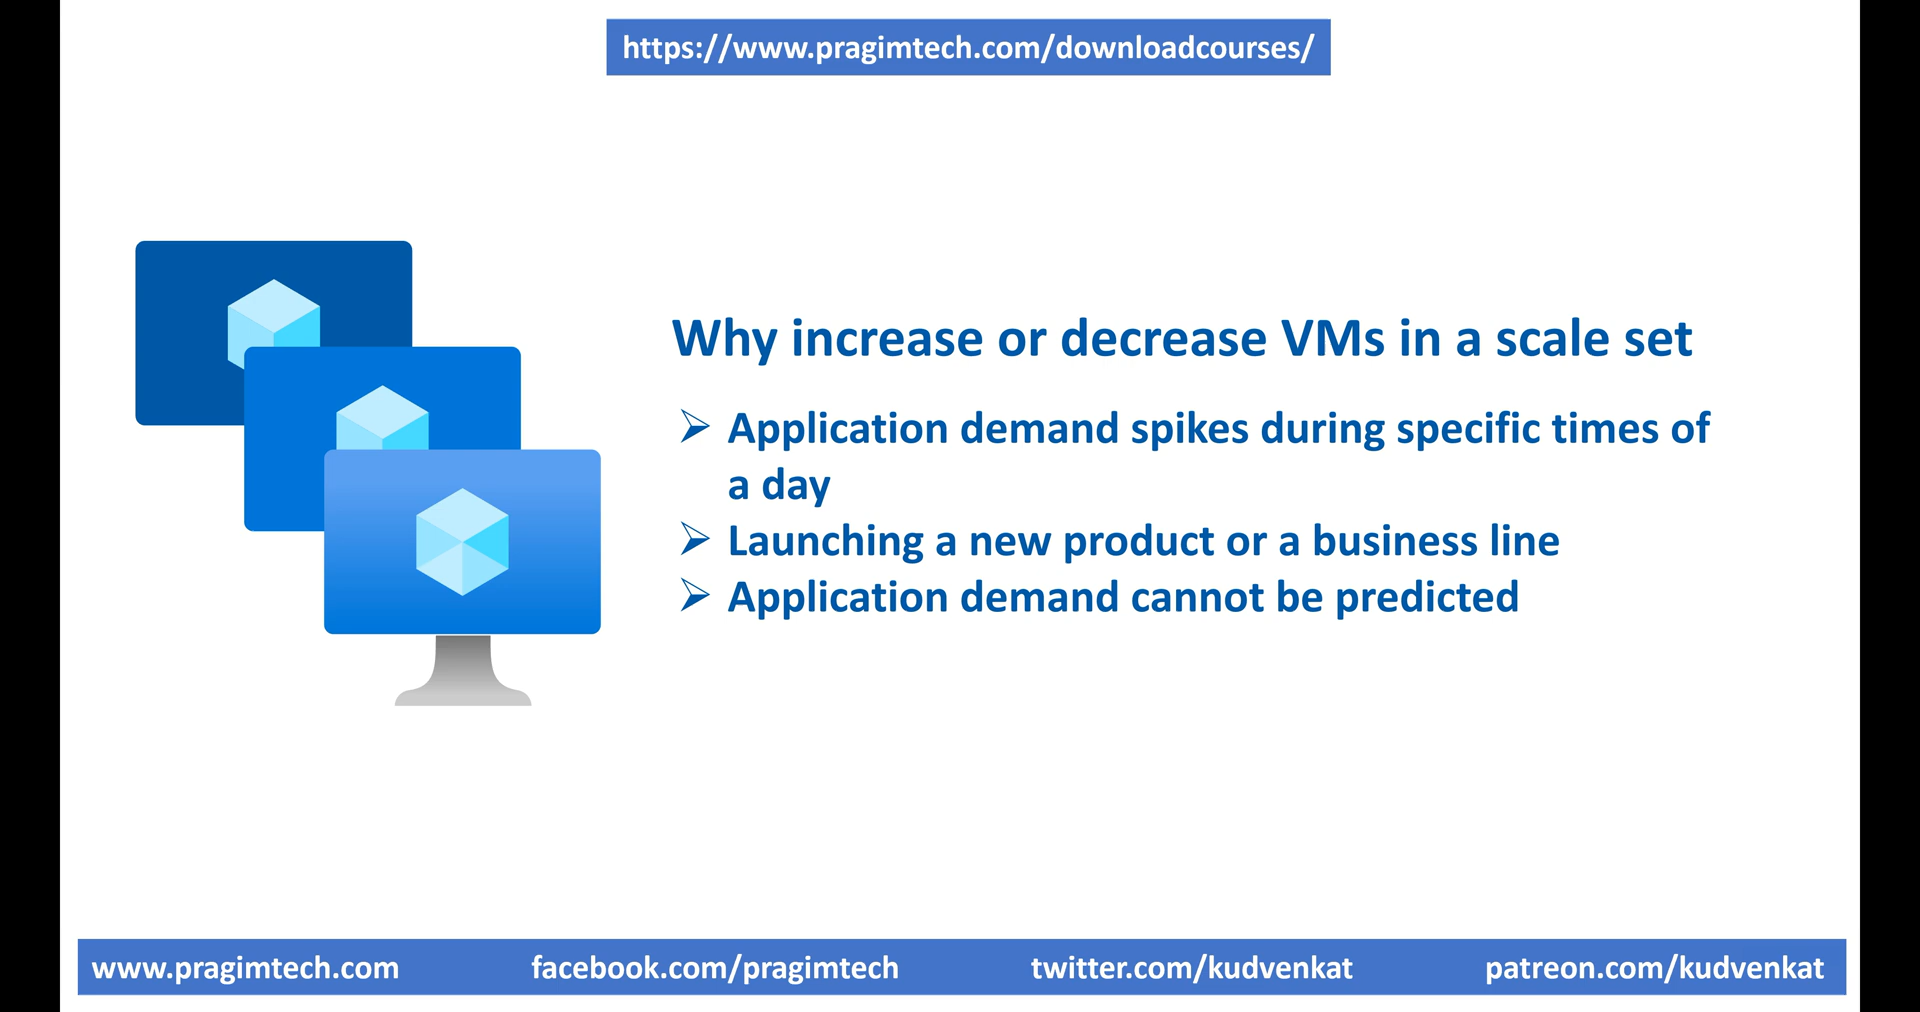 https://www.pragimtech.com/downloadcourses/
Why increase or decrease VMs in a scale set
Application demand spikes during specific times of
a day
Launching a new product or a business line
Application demand cannot be predicted
www.pragimtech.com facebook.com/pragimtech twitter.com/kudvenkat patreon.com/kudvenkat